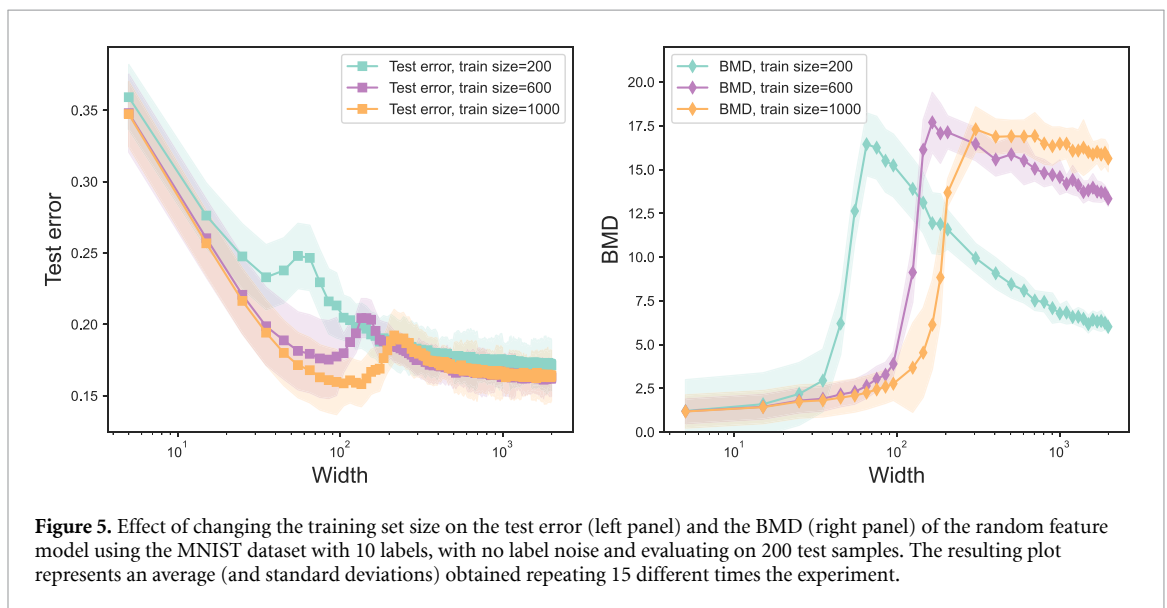 Test error, train size=200
Test error, train size=600
Test error, train size=1000
0.35
0.30
0.25
0.20
0.15
Test error
10¹
10²
10³
Width
BMD, train size=200
BMD, train size=600
BMD, train size=1000
20.0
17.5
15.0
12.5
10.0
7.5
5.0
2.5
0.0
BMD
10¹
10²
10³
Width
Figure 5. Effect of changing the training set size on the test error (left panel) and the BMD (right panel) of the random feature
model using the MNIST dataset with 10 labels, with no label noise and evaluating on 200 test samples. The resulting plot
represents an average (and standard deviations) obtained repeating 15 different times the experiment.